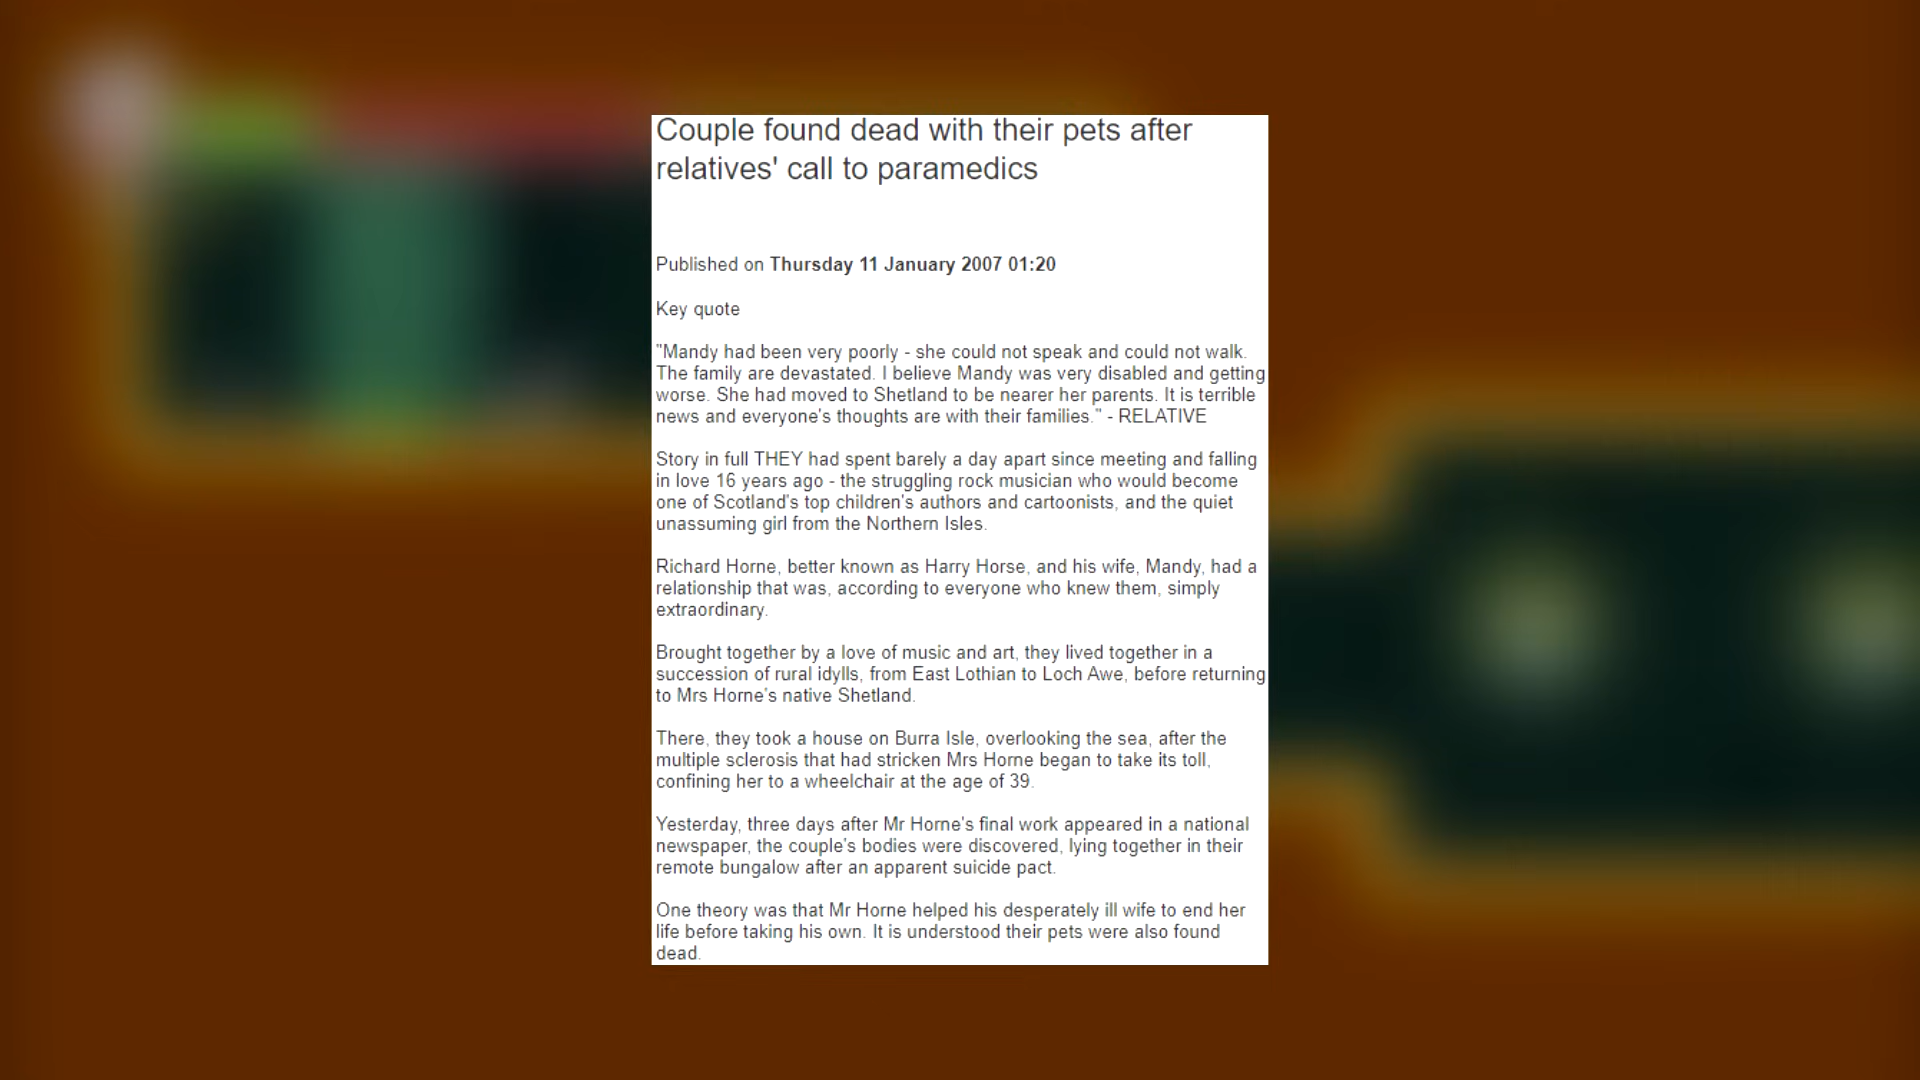 Couple found dead with their pets after
relatives' call to paramedics
Published on Thursday 11 January 2007 01:20
Key quote
"Mandy had been very poorly - she could not speak and could not walk.
The family are devastated. I believe Mandy was very disabled and getting
worse. She had moved to Shetland to be nearer her parents. It is terrible
news and everyone's thoughts are with their families." - RELATIVE
Story in full THEY had spent barely a day apart since meeting and falling
in love 16 years ago - the struggling rock musician who would become
one of Scotland's top children's authors and cartoonists, and the quiet
unassuming girl from the Northern Isles.
Richard Horne, better known as Harry Horse, and his wife, Mandy, had a
relationship that was, according to everyone who knew them, simply
extraordinary.
Brought together by a love of music and art, they lived together in a
succession of rural idylls, from East Lothian to Loch Awe, before returning
to Mrs Horne's native Shetland.
There, they took a house on Burra Isle, overlooking the sea, after the
multiple sclerosis that had stricken Mrs Horne began to take its toll,
confining her to a wheelchair at the age of 39.
Yesterday, three days after Mr Horne's final work appeared in a national
newspaper, the couple's bodies were discovered, lying together in their
remote bungalow after an apparent suicide pact.
One theory was that Mr Horne helped his desperately ill wife to end her
life before taking his own. It is understood their pets were also found
dead.